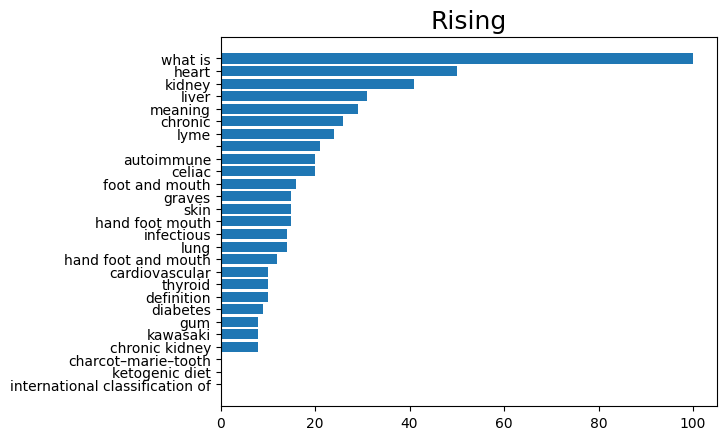 Rising
what is
heart
kidney
liver
meaning
chronic
lyme
autoimmune
celiac
foot and mouth
graves
skin
hand foot mouth
infectious
lung
hand foot and mouth
cardiovascular
thyroid
definition
diabetes
gum
kawasaki
chronic kidney
charcot–marie–tooth
ketogenic diet
international classification of
0 20 40 60 80 100